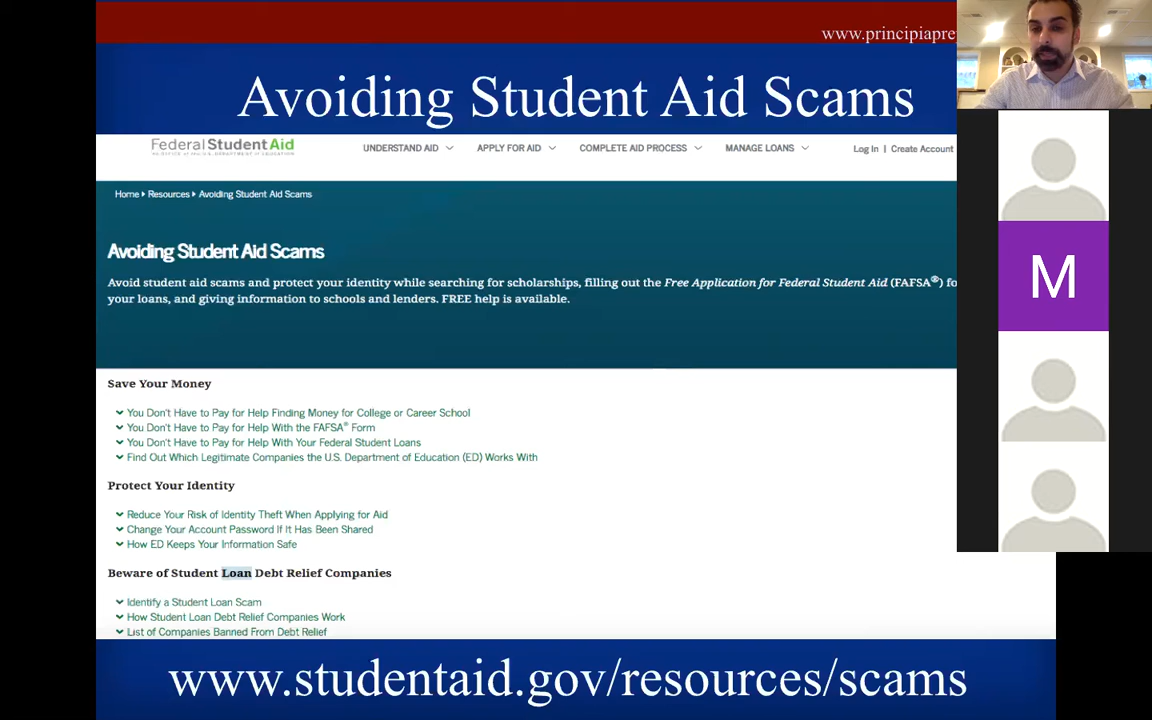 www.principiapre
Avoiding Student Aid Scams
Federal Student Aid
UNDERSTAND AID APPLY FOR AID COMPLETE AID PROCESS MANAGE LOANS Log In | Create Account
Home Resources Avoiding Student Aid Scams
Avoiding Student Aid Scams
Avoid student aid scams and protect your identity while searching for scholarships, filling out the Free Application for Federal Student Aid (FAFSA®) fo
your loans, and giving information to schools and lenders. FREE help is available.
M
Save Your Money
You Don't Have to Pay for Help Finding Money for College or Career School
You Don't Have to Pay for Help With the FAFSA® Form
You Don't Have to Pay for Help With Your Federal Student Loans
Find Out Which Legitimate Companies the U.S. Department of Education (ED) Works With
Protect Your Identity
Reduce Your Risk of Identity Theft When Applying for Aid
Change Your Account Password If It Has Been Shared
How ED Keeps Your Information Safe
Beware of Student Loan Debt Relief Companies
Identify a Student Loan Scam
How Student Loan Debt Relief Companies Work
List of Companies Banned From Debt Relief
www.studentaid.gov/resources/scams